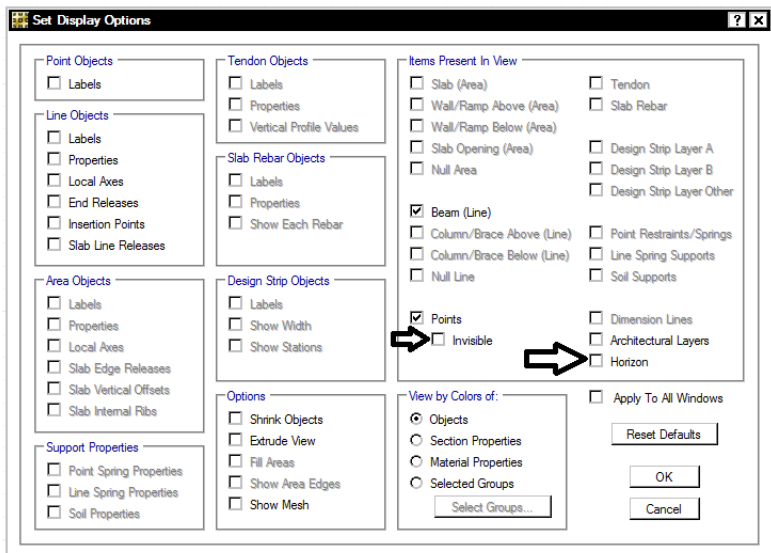 Set Display Options
Point Objects
Labels
Line Objects
Labels
Properties
Local Axes
End Releases
Insertion Points
Slab Line Releases
Area Objects
Labels
Properties
Local Axes
Slab Edge Releases
Slab Vertical Offsets
Slab Internal Ribs
Support Properties
Point Spring Properties
Line Spring Properties
Soil Properties
Tendon Objects
Labels
Properties
Vertical Profile Values
Slab Rebar Objects
Labels
Properties
Show Each Rebar
Design Strip Objects
Labels
Show Width
Show Stations
Options
Shrink Objects
Extrude View
Fill Areas
Show Area Edges
Show Mesh
Items Present In View
Slab (Area)
Wall/Ramp Above (Area)
Wall/Ramp Below (Area)
Slab Opening (Area)
Null Area
Beam (Line)
Column/Brace Above (Line)
Column/Brace Below (Line)
Null Line
Points
Invisible
Tendon
Slab Rebar
Design Strip Layer A
Design Strip Layer B
Design Strip Layer Other
Point Restraints/Springs
Line Spring Supports
Soil Supports
Dimension Lines
Architectural Layers
Horizon
View by Colors of:
Objects
Section Properties
Material Properties
Selected Groups
Select Groups...
Apply To All Windows
Reset Defaults
OK
Cancel